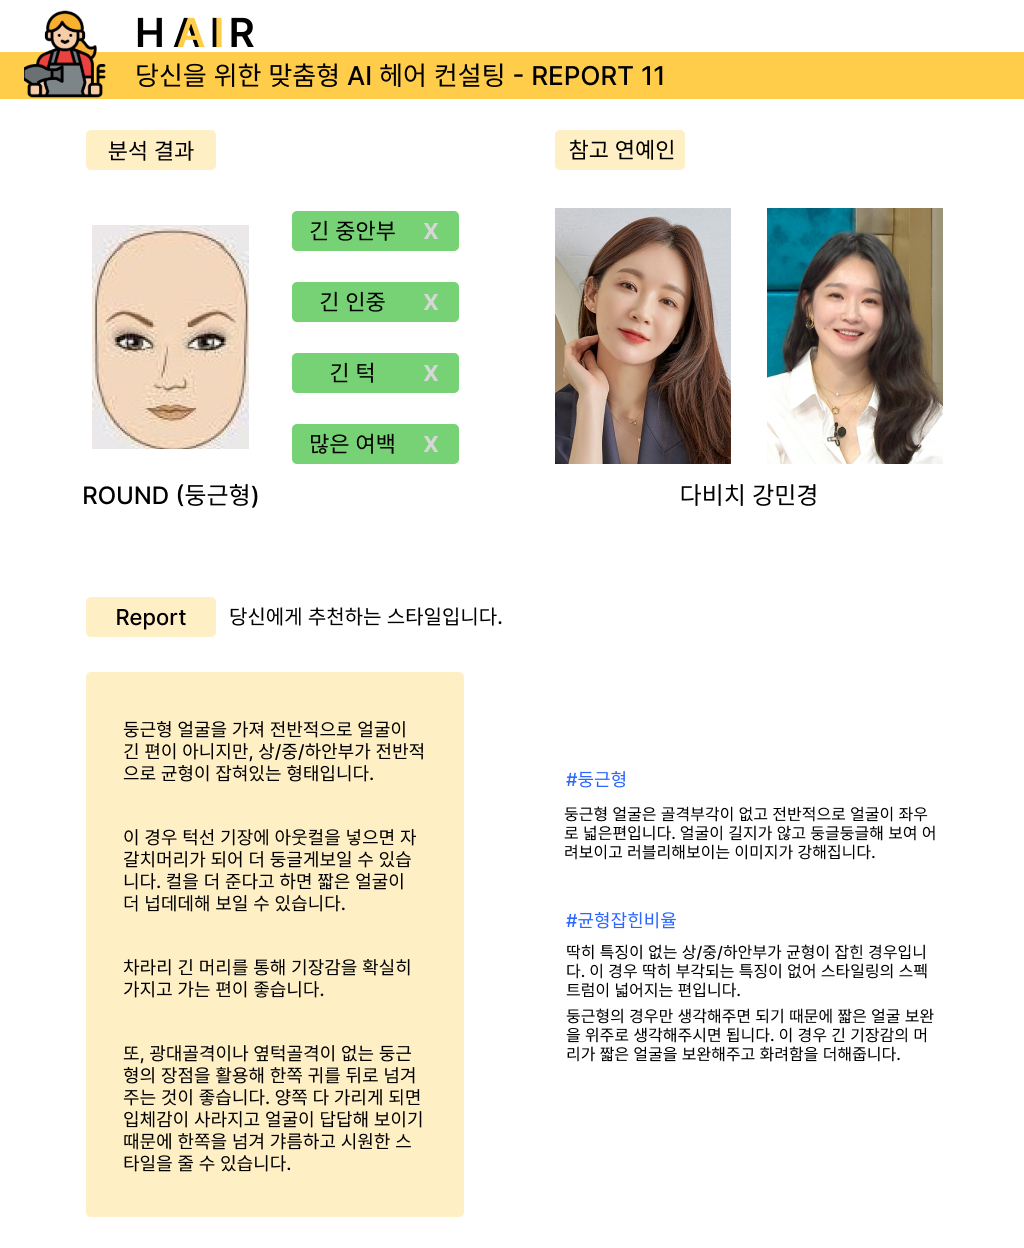 HAIR
당신을 위한 맞춤형 AI 헤어 컨설팅 - REPORT 11
분석 결과
참고 연예인
긴 중안부 X
긴 인중 X
긴 턱 X
많은 여백 X
ROUND (둥근형)
다비치 강민경
Report 당신에게 추천하는 스타일입니다.
둥근형 얼굴을 가져 전반적으로 얼굴이
긴 편이 아니지만, 상/중/하안부가 전반적
으로 균형이 잡혀있는 형태입니다.
이 경우 턱선 기장에 아웃컬을 넣으면 자
갈치머리가 되어 더 둥글게보일 수 있습
니다. 컬을 더 준다고 하면 짧은 얼굴이
더 넙데데해 보일 수 있습니다.
차라리 긴 머리를 통해 기장감을 확실히
가지고 가는 편이 좋습니다.
또, 광대골격이나 옆턱골격이 없는 둥근
형의 장점을 활용해 한쪽 귀를 뒤로 넘겨
주는 것이 좋습니다. 양쪽 다 가리게 되면
입체감이 사라지고 얼굴이 답답해 보이기
때문에 한쪽을 넘겨 갸름하고 시원한 스
타일을 줄 수 있습니다.
#둥근형
둥근형 얼굴은 골격부각이 없고 전반적으로 얼굴이 좌우
로 넓은편입니다. 얼굴이 길지가 않고 둥글둥글해 보여 어
려보이고 러블리해보이는 이미지가 강해집니다.
#균형잡힌비율
딱히 특징이 없는 상/중/하안부가 균형이 잡힌 경우입니
다. 이 경우 딱히 부각되는 특징이 없어 스타일링의 스펙
트럼이 넓어지는 편입니다.
둥근형의 경우만 생각해주면 되기 때문에 짧은 얼굴 보완
을 위주로 생각해주시면 됩니다. 이 경우 긴 기장감의 머
리가 짧은 얼굴을 보완해주고 화려함을 더해줍니다.